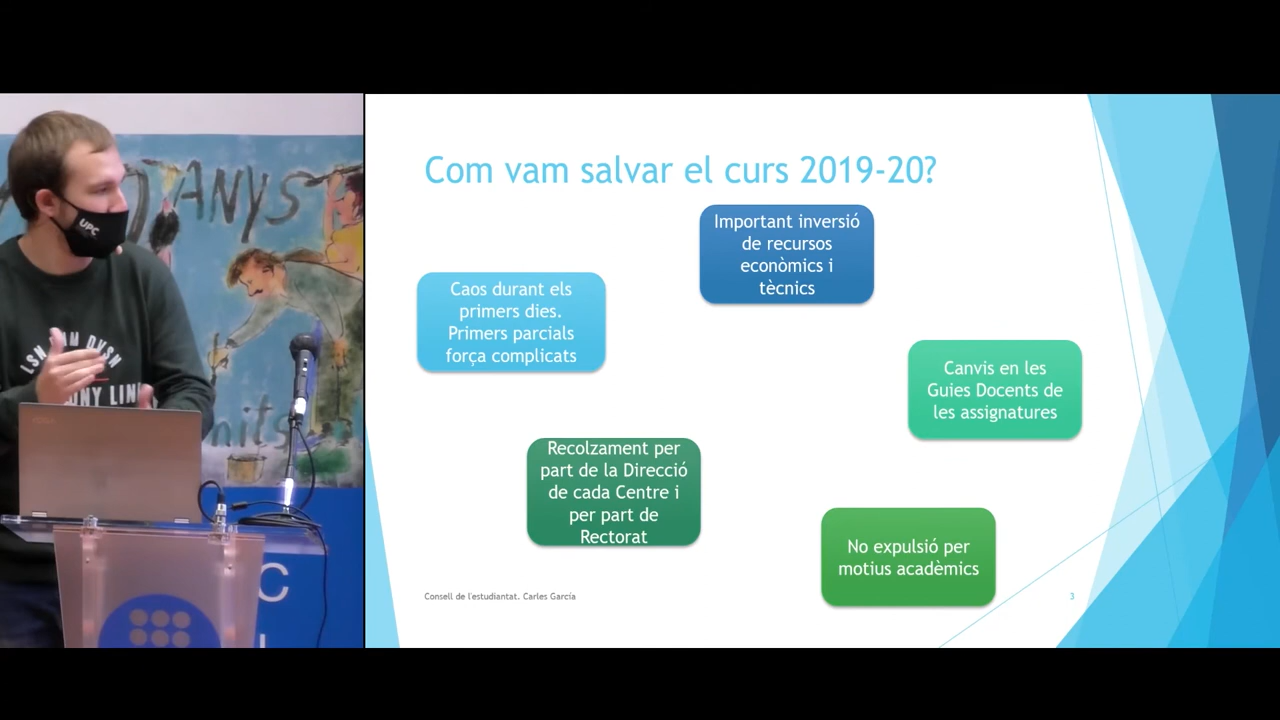 Com vam salvar el curs 2019-20?
Important inversió
de recursos
econòmics i
tècnics
Caos durant els
primers dies.
Primers parcials
força complicats
Canvis en les
Guies Docents de
les assignatures
Recolzament per
part de la Direcció
de cada Centre i
per part de
Rectorat
No expulsió per
motius acadèmics
Consell de l'estudiantat. Carles García
3
ANYS
UPC